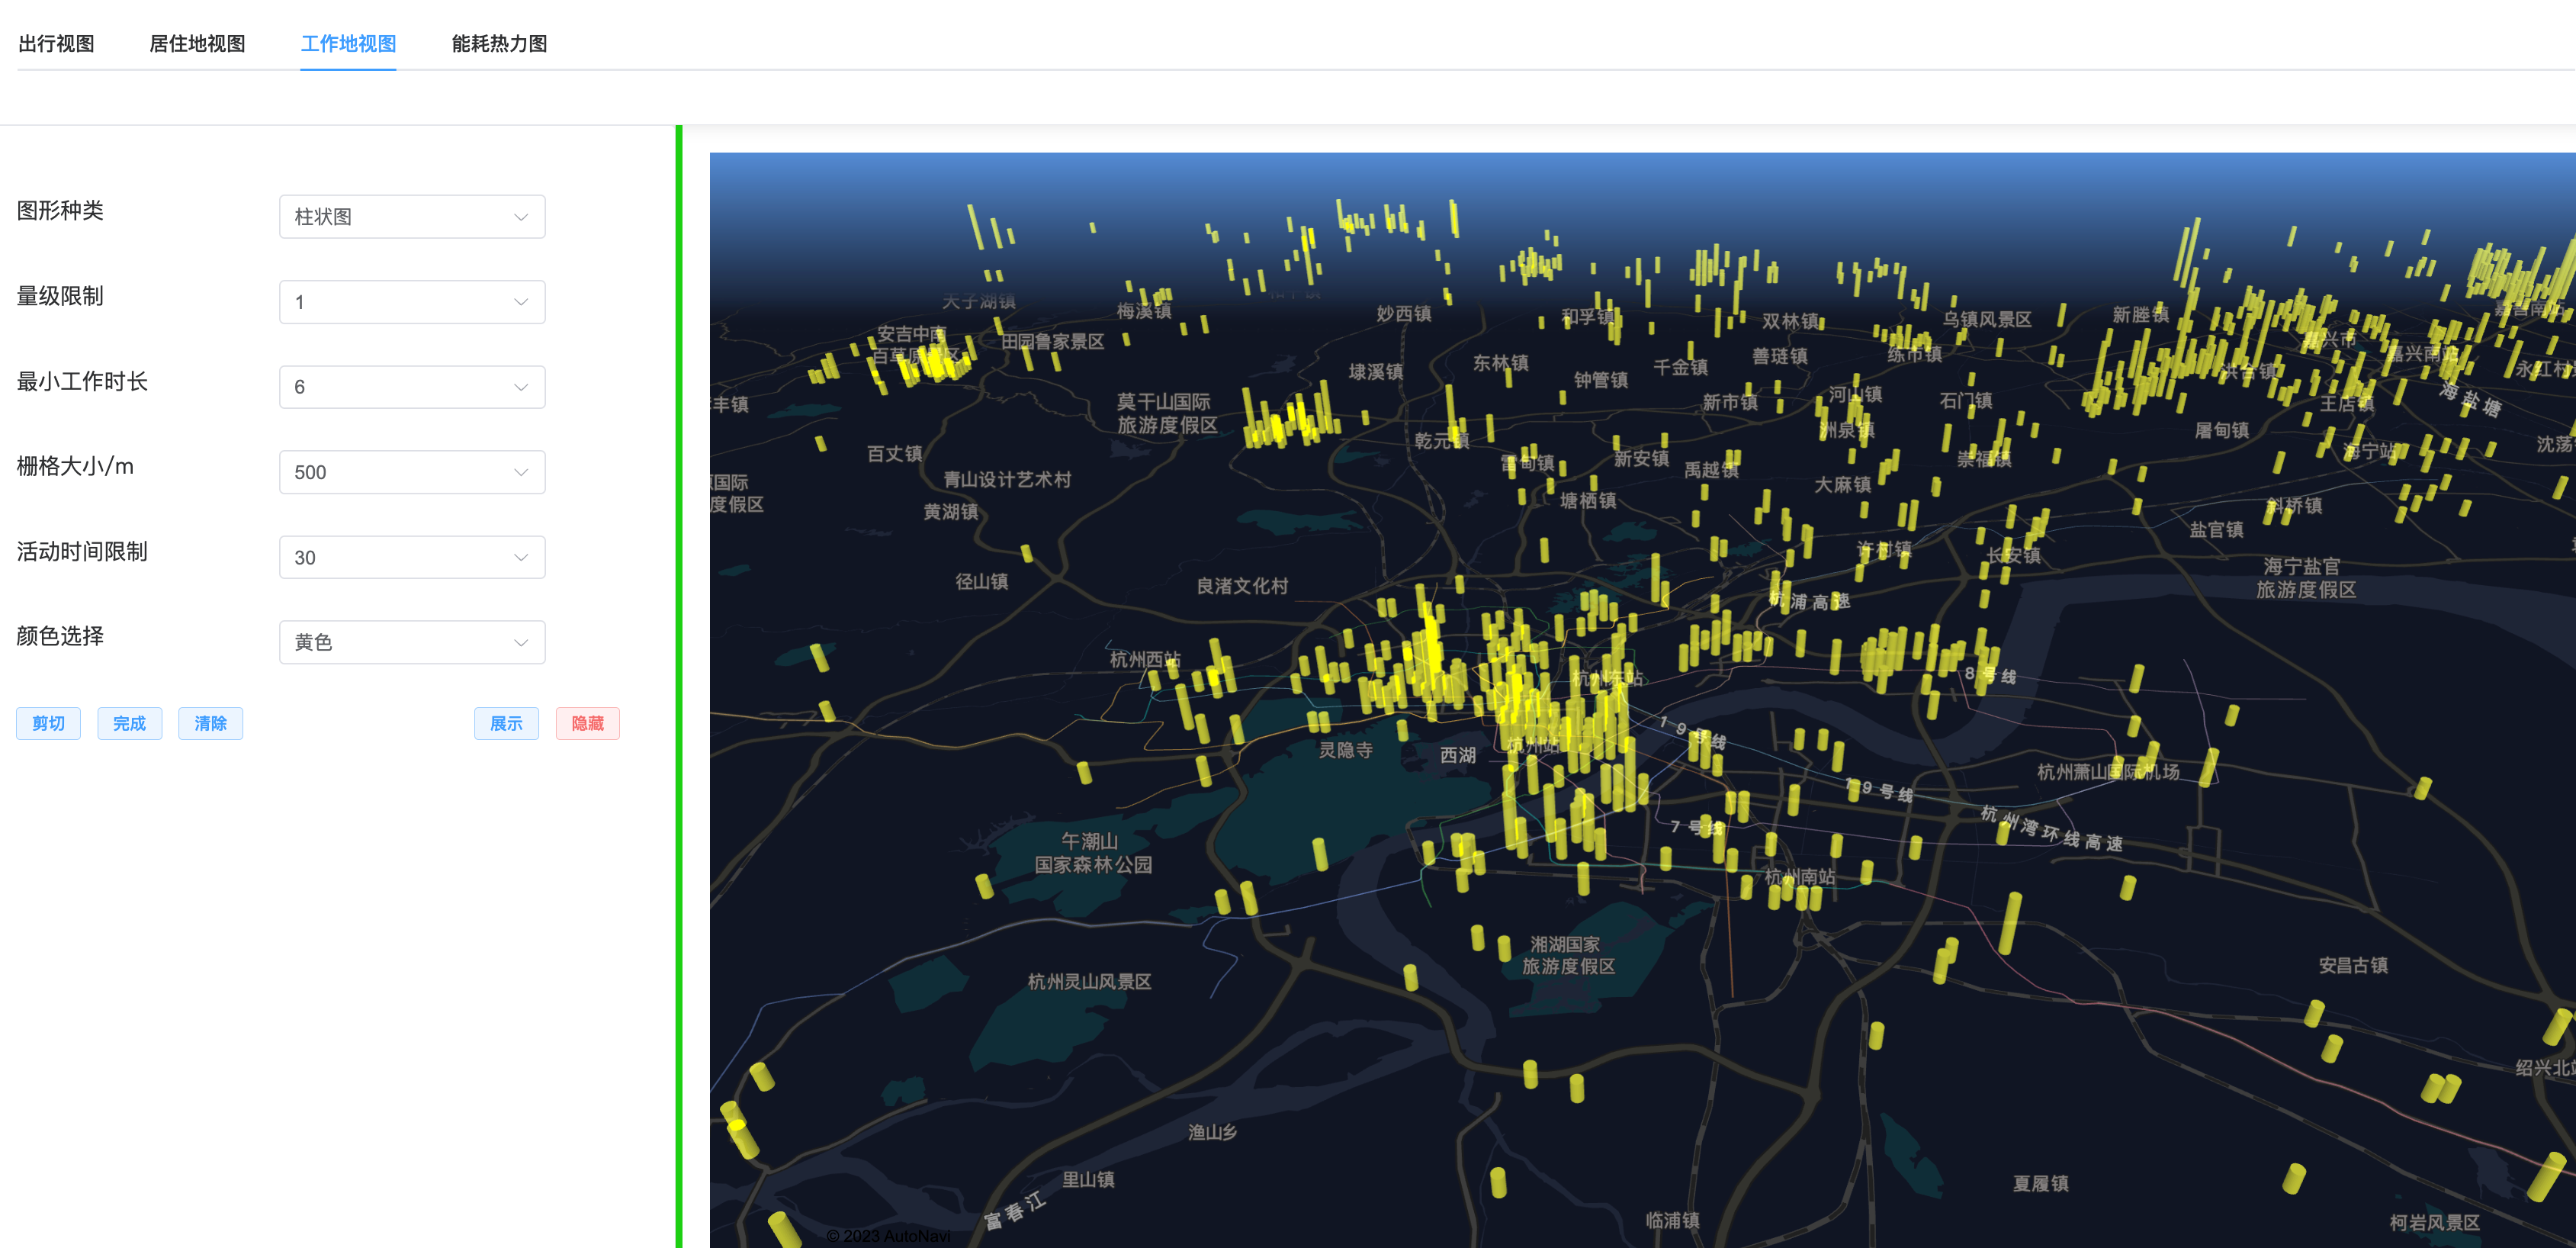 出行视图
居住地视图
工作地视图
能耗热力图
图形种类
柱状图
量级限制
1
最小工作时长
6
栅格大小/m
500
活动时间限制
30
颜色选择
黄色
剪切
完成
清除
展示
隐藏
天子湖镇
梅溪镇
妙西镇
和孚镇
双林镇
乌镇风景区
新塍镇
安吉中南
田园鲁家景区
埭溪镇
东林镇
千金镇
善琏镇
练市镇
嘉兴市
嘉兴南站
洪合镇
钟管镇
莫干山国际
旅游度假区
新市镇
河山镇
石门镇
王店镇
海盐塘
洲泉镇
屠甸镇
乾元镇
百丈镇
雷甸镇
新安镇
禹越镇
崇福镇
海宁站
青山设计艺术村
国际
度假区
大麻镇
塘栖镇
黄湖镇
斜桥镇
盐官镇
许村镇
长安镇
径山镇
良渚文化村
海宁盐官
旅游度假区
杭浦高速
杭州西站
杭州东站
8号线
19号线
灵隐寺
西湖
杭州站
杭州萧山国际机场
19号线
7号线
杭州湾环线高速
午潮山
国家森林公园
杭州南站
湘湖国家
旅游度假区
安昌古镇
杭州灵山风景区
渔山乡
里山镇
富春江
临浦镇
夏履镇
柯岩风景区
© 2023 AutoNavi